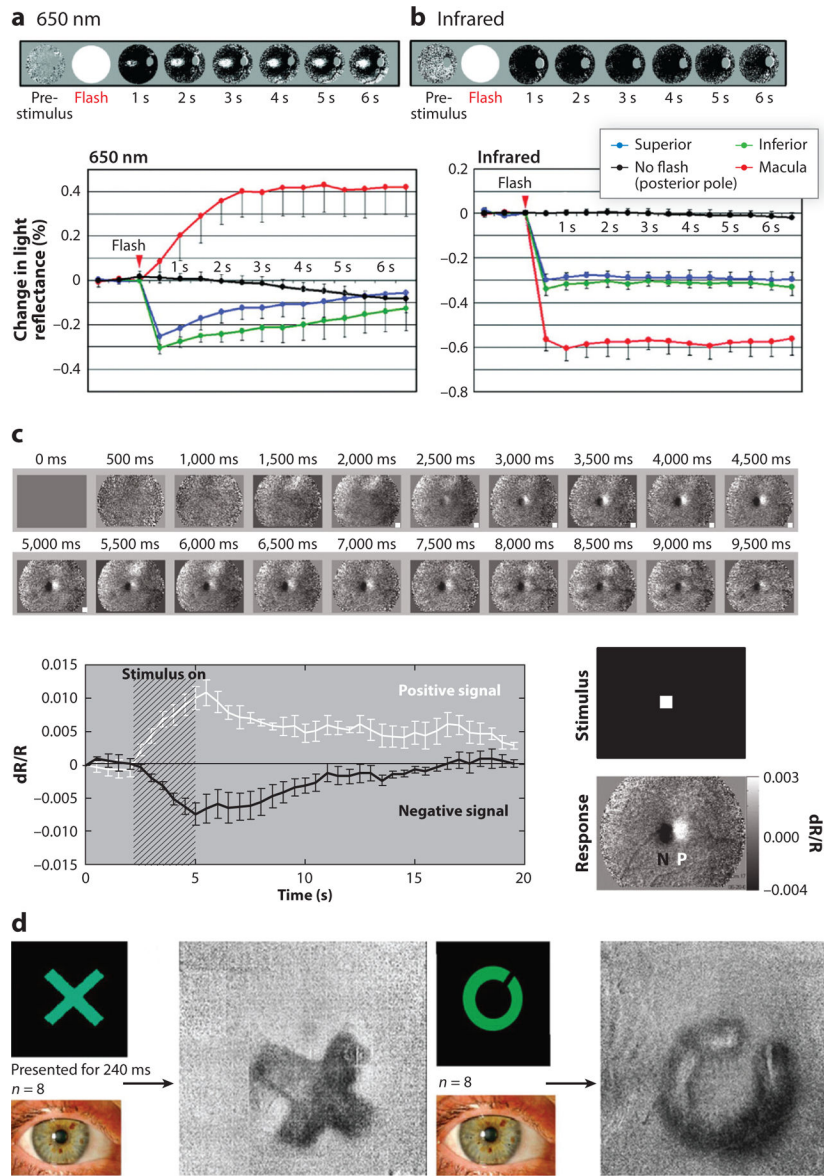 a 650 nm
Pre-
stimulus
Flash
1 s
2 s
3 s
4 s
5 s
6 s
b Infrared
Pre-
stimulus
Flash
1 s
2 s
3 s
4 s
5 s
6 s
Superior
Inferior
No flash
(posterior pole)
Macula
650 nm
Change in light
reflectance (%)
0.4
0.2
0
−0.2
−0.4
Flash
1 s
2 s
3 s
4 s
5 s
6 s
Infrared
0.2
0
−0.2
−0.4
−0.6
−0.8
Flash
1 s
2 s
3 s
4 s
5 s
6 s
c
0 ms 500 ms 1,000 ms 1,500 ms 2,000 ms 2,500 ms 3,000 ms 3,500 ms 4,000 ms 4,500 ms
5,000 ms 5,500 ms 6,000 ms 6,500 ms 7,000 ms 7,500 ms 8,000 ms 8,500 ms 9,000 ms 9,500 ms
dR/R
0.015
0.010
0.005
0
−0.005
−0.010
−0.015
Stimulus on
Positive signal
Negative signal
0 5 10 15 20
Time (s)
Stimulus
Response
N P
0.003
0.000
−0.004
dR/R
d
Presented for 240 ms
n = 8
n = 8